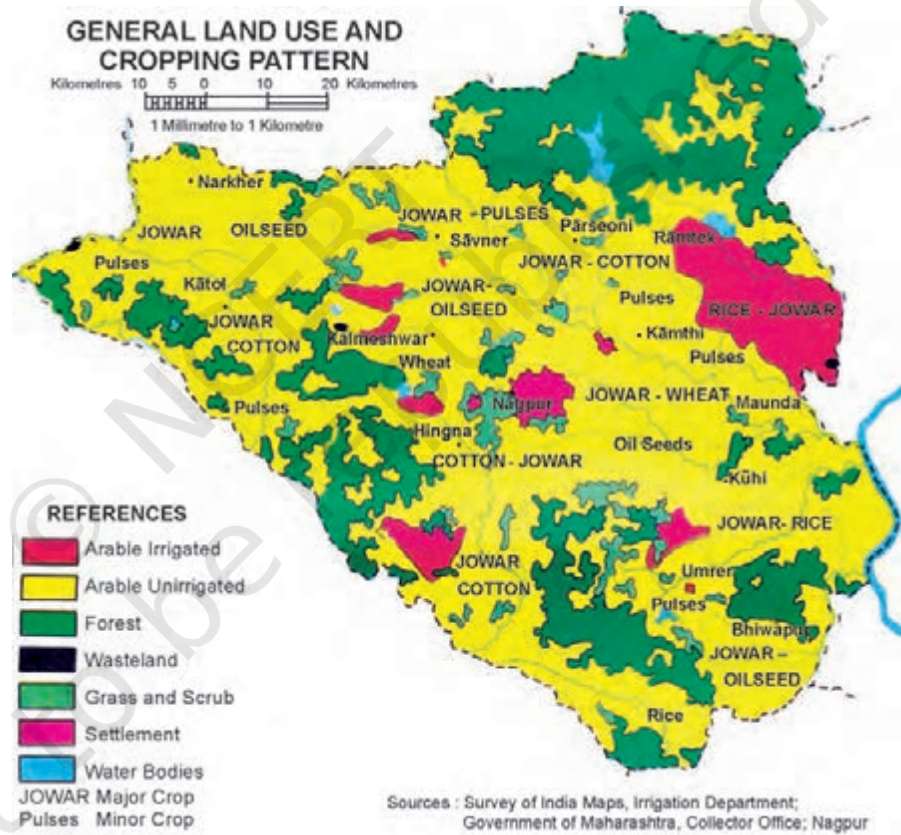 GENERAL LAND USE AND
CROPPING PATTERN
Kilometres 10 5 0 10 20 Kilometres
1 Millimetre to 1 Kilometre
Narkher
JOWAR OILSEED
JOWAR - PULSES
Sāvner
Pārseoni
Rāmtek
Pulses
Kātol
JOWAR - COTTON
JOWAR-
OILSEED
Pulses
RICE - JOWAR
JOWAR
COTTON
Kalmeshwar
Kāmthi
Wheat
Pulses
Pulses
Nagpur
JOWAR - WHEAT
Maunda
Hingna
Oil Seeds
COTTON - JOWAR
Kūhi
JOWAR- RICE
JOWAR
COTTON
Umrer
Pulses
Bhiwapur
JOWAR –
OILSEED
Rice
REFERENCES
Arable Irrigated
Arable Unirrigated
Forest
Wasteland
Grass and Scrub
Settlement
Water Bodies
JOWAR Major Crop
Pulses Minor Crop
Sources : Survey of India Maps, Irrigation Department;
Government of Maharashtra, Collector Office; Nagpur
© NCERT
to be republished